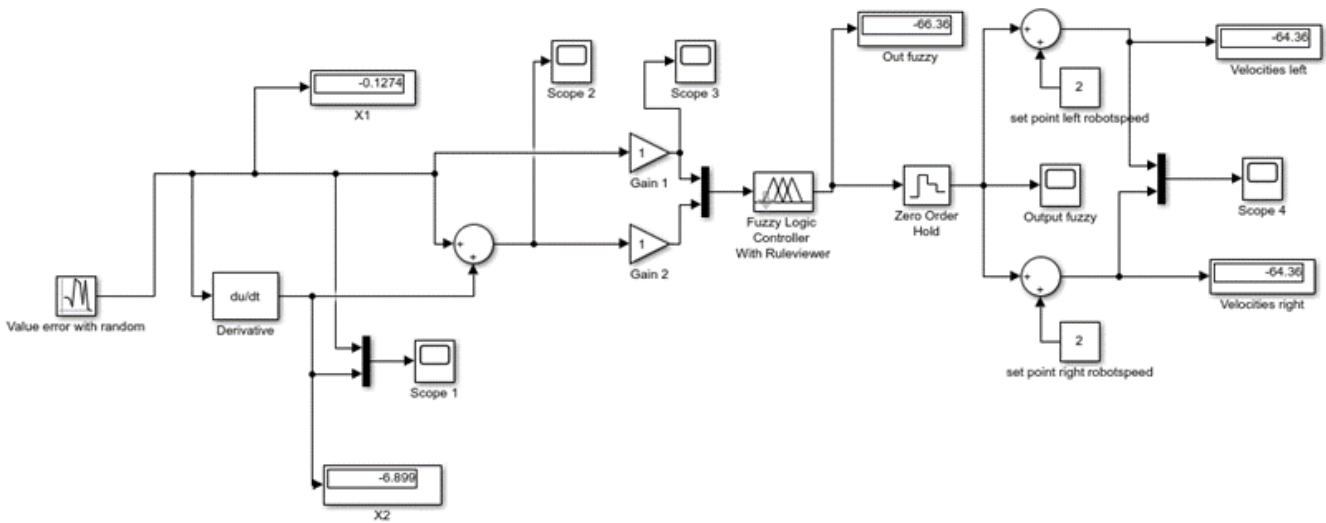 -66.36
Out fuzzy
-64.36
Velocities left
Scope 2
Scope 3
-0.1274
X1
2
set point left robotspeed
1
Gain 1
Fuzzy Logic
Controller
With Ruleviewer
Zero Order
Hold
Output fuzzy
Scope 4
1
Gain 2
-64.36
Velocities right
Value error with random
du/dt
Derivative
2
set point right robotspeed
Scope 1
-6.899
X2